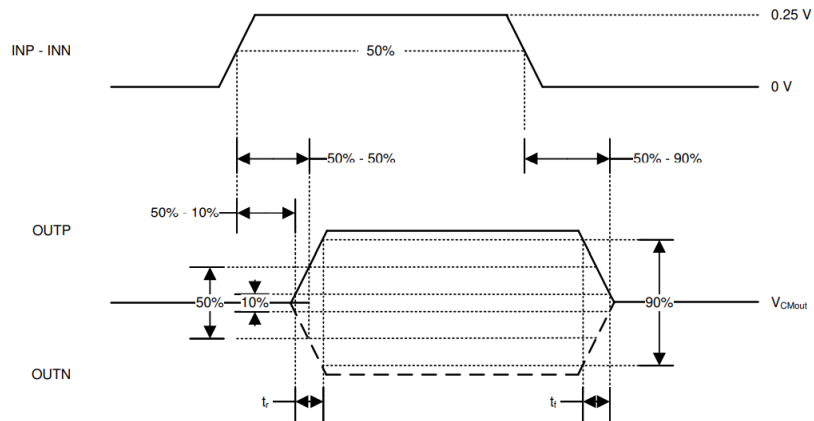 0.25 V
INP - INN
50%
0 V
50% - 50%
50% - 90%
50% - 10%
OUTP
50%
10%
90%
VCMout
OUTN
tr
tf